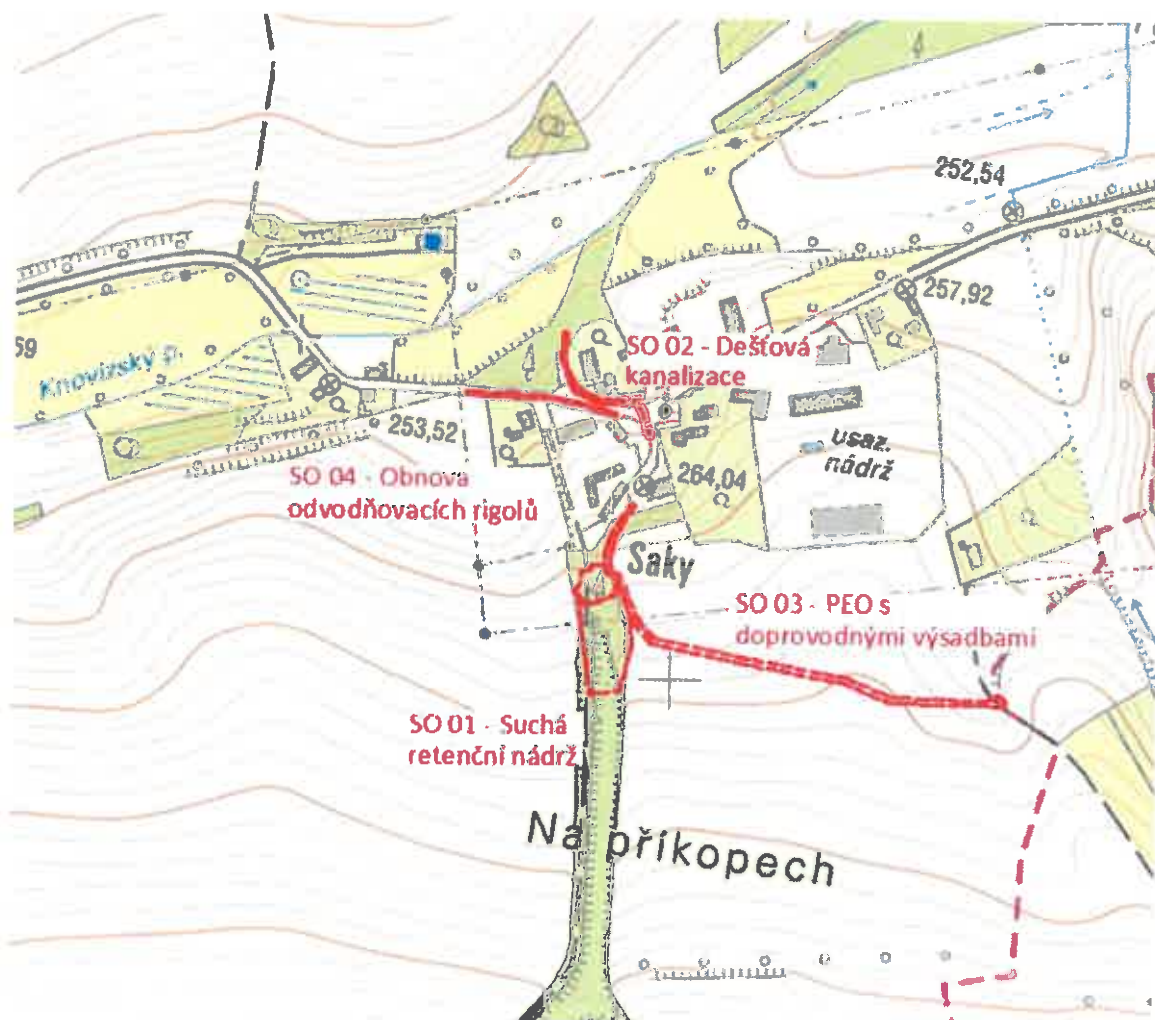 252,54
257,92
59
Knovízský p.
SO 02 - Dešťová
kanalizace
253,52
usaz.
nádrž
SO 04 - Obnova
odvodňovacích rigolů
264,04
Saky
SO 03 - PEO s
doprovodnými výsadbami
SO 01 - Suchá
retenční nádrž
Na příkopech